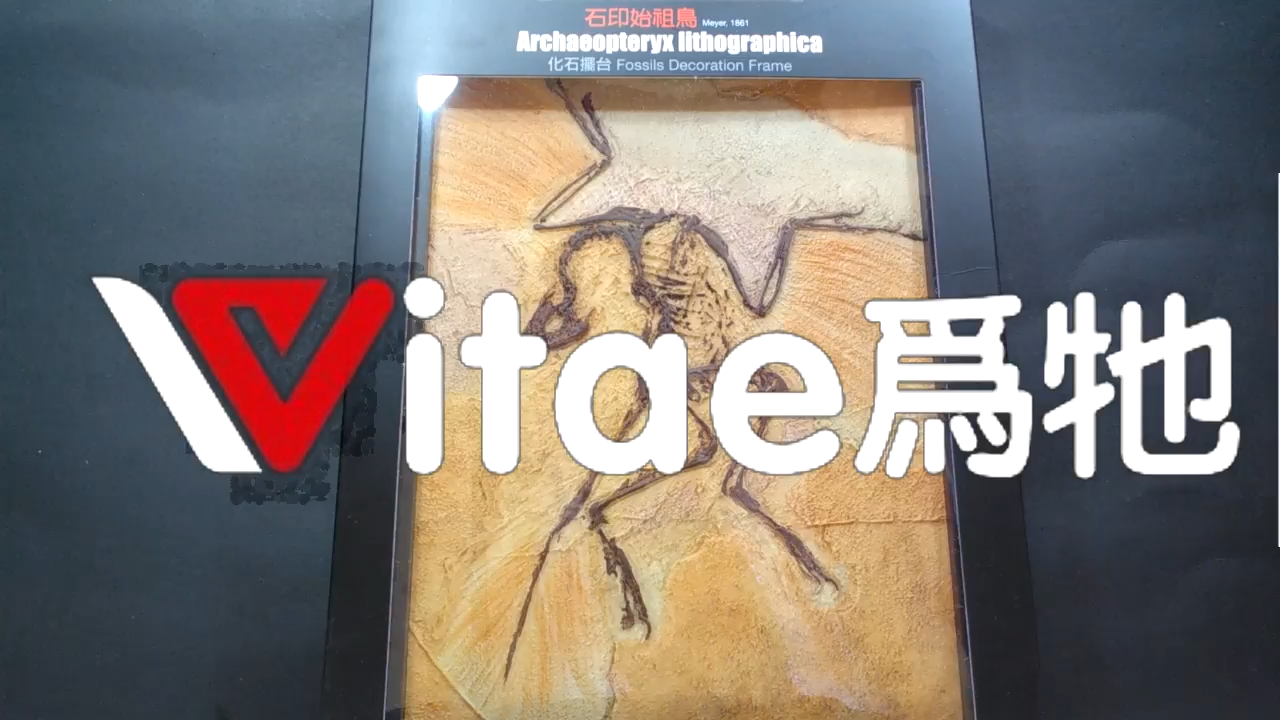 石印始祖鳥 Meyer, 1861
Archaeopteryx lithographica
化石擺台 Fossils Decoration Frame
Vitae爲牠